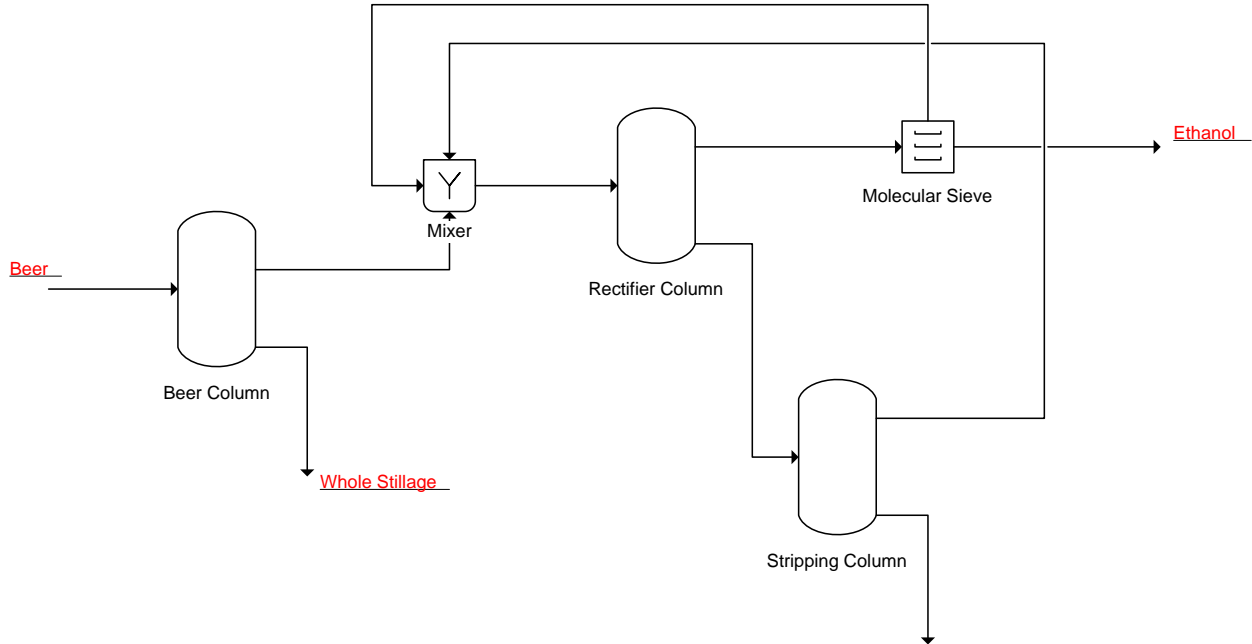 Ethanol
Molecular Sieve
Mixer
Beer
Rectifier Column
Beer Column
Whole Stillage
Stripping Column